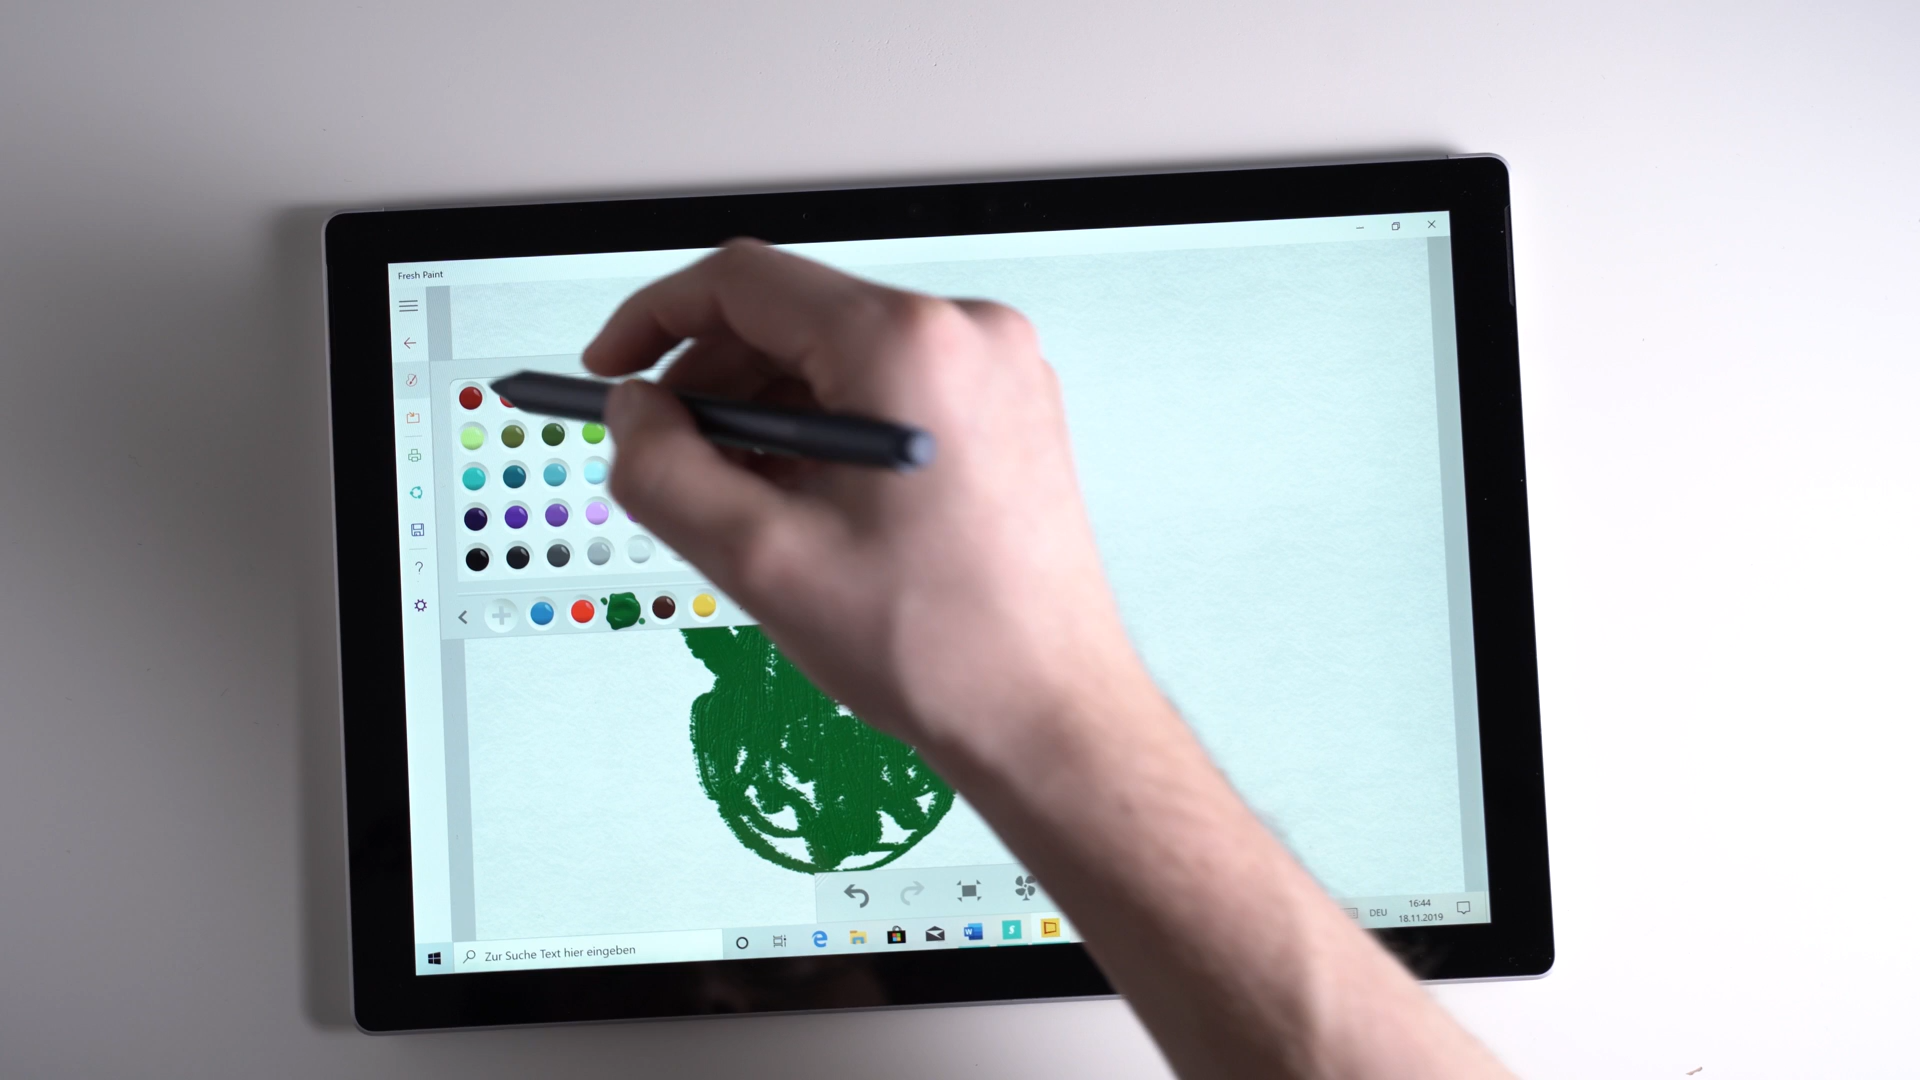 Fresh Paint
?
DEU
16:44
18.11.2019
Zur Suche Text hier eingeben